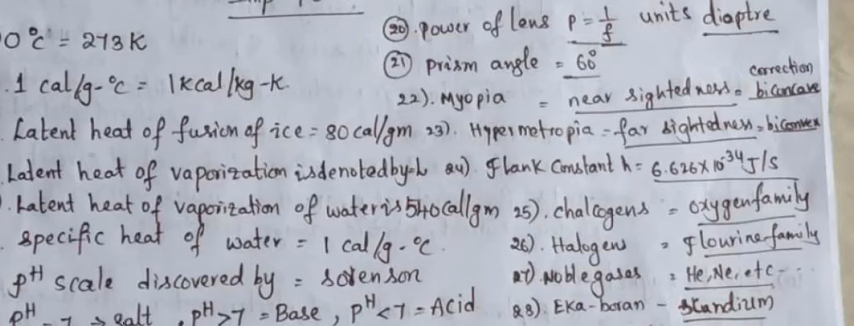 0°C = 273K
1 cal/g-°C = 1kcal/kg-K.
Latent heat of fusion of ice = 80 cal/gm
Latent heat of vaporization is denoted by L
Latent heat of vaporization of water is 540 cal/gm
specific heat of water = 1 cal/g-°C.
pH scale discovered by = sorenson
pH = 7 → salt, pH>7 = Base, pH<7 = Acid
20). power of lens P = 1/f units dioptre
21) prism angle = 60°
22). Myopia = near sightedness = correction biconcave
23). Hypermetropia = far sightedness = biconvex
24) Flank Constant h = 6.626×10^-34 J/s
25). chalcogens = oxygen family
26). Halogens = Flourine family
27) Noble gases = He, Ne, etc
28). Eka-boran - scandium